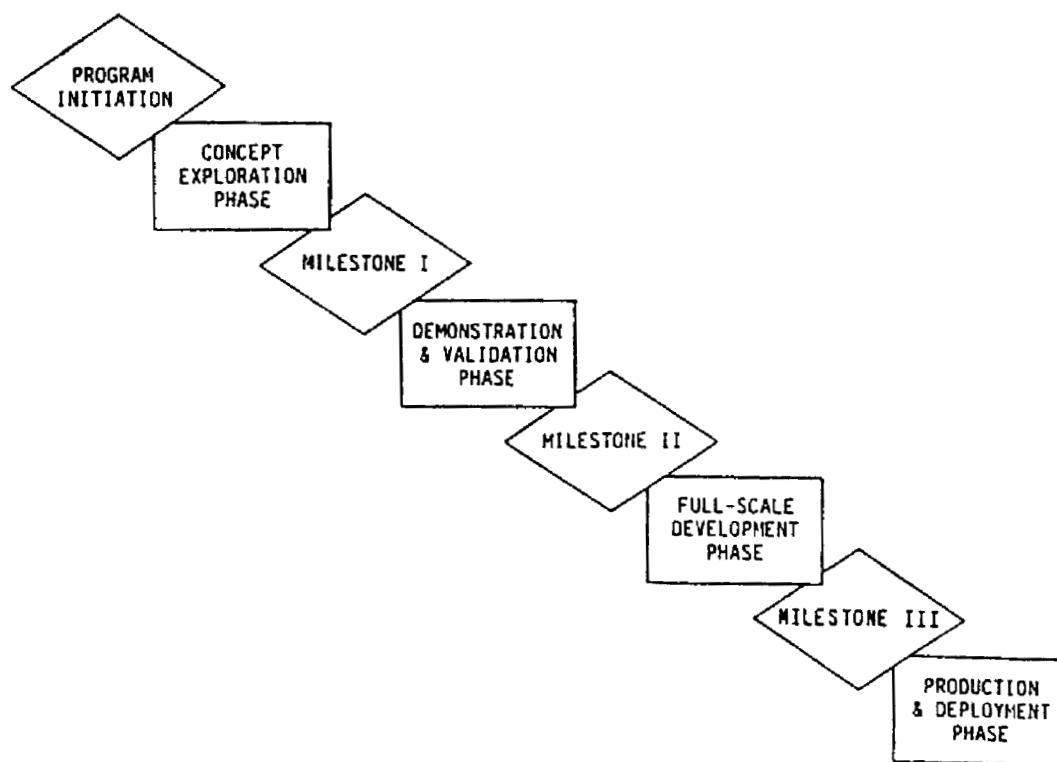 PROGRAM
INITIATION
CONCEPT
EXPLORATION
PHASE
MILESTONE I
DEMONSTRATION
& VALIDATION
PHASE
MILESTONE II
FULL-SCALE
DEVELOPMENT
PHASE
MILESTONE III
PRODUCTION
& DEPLOYMENT
PHASE